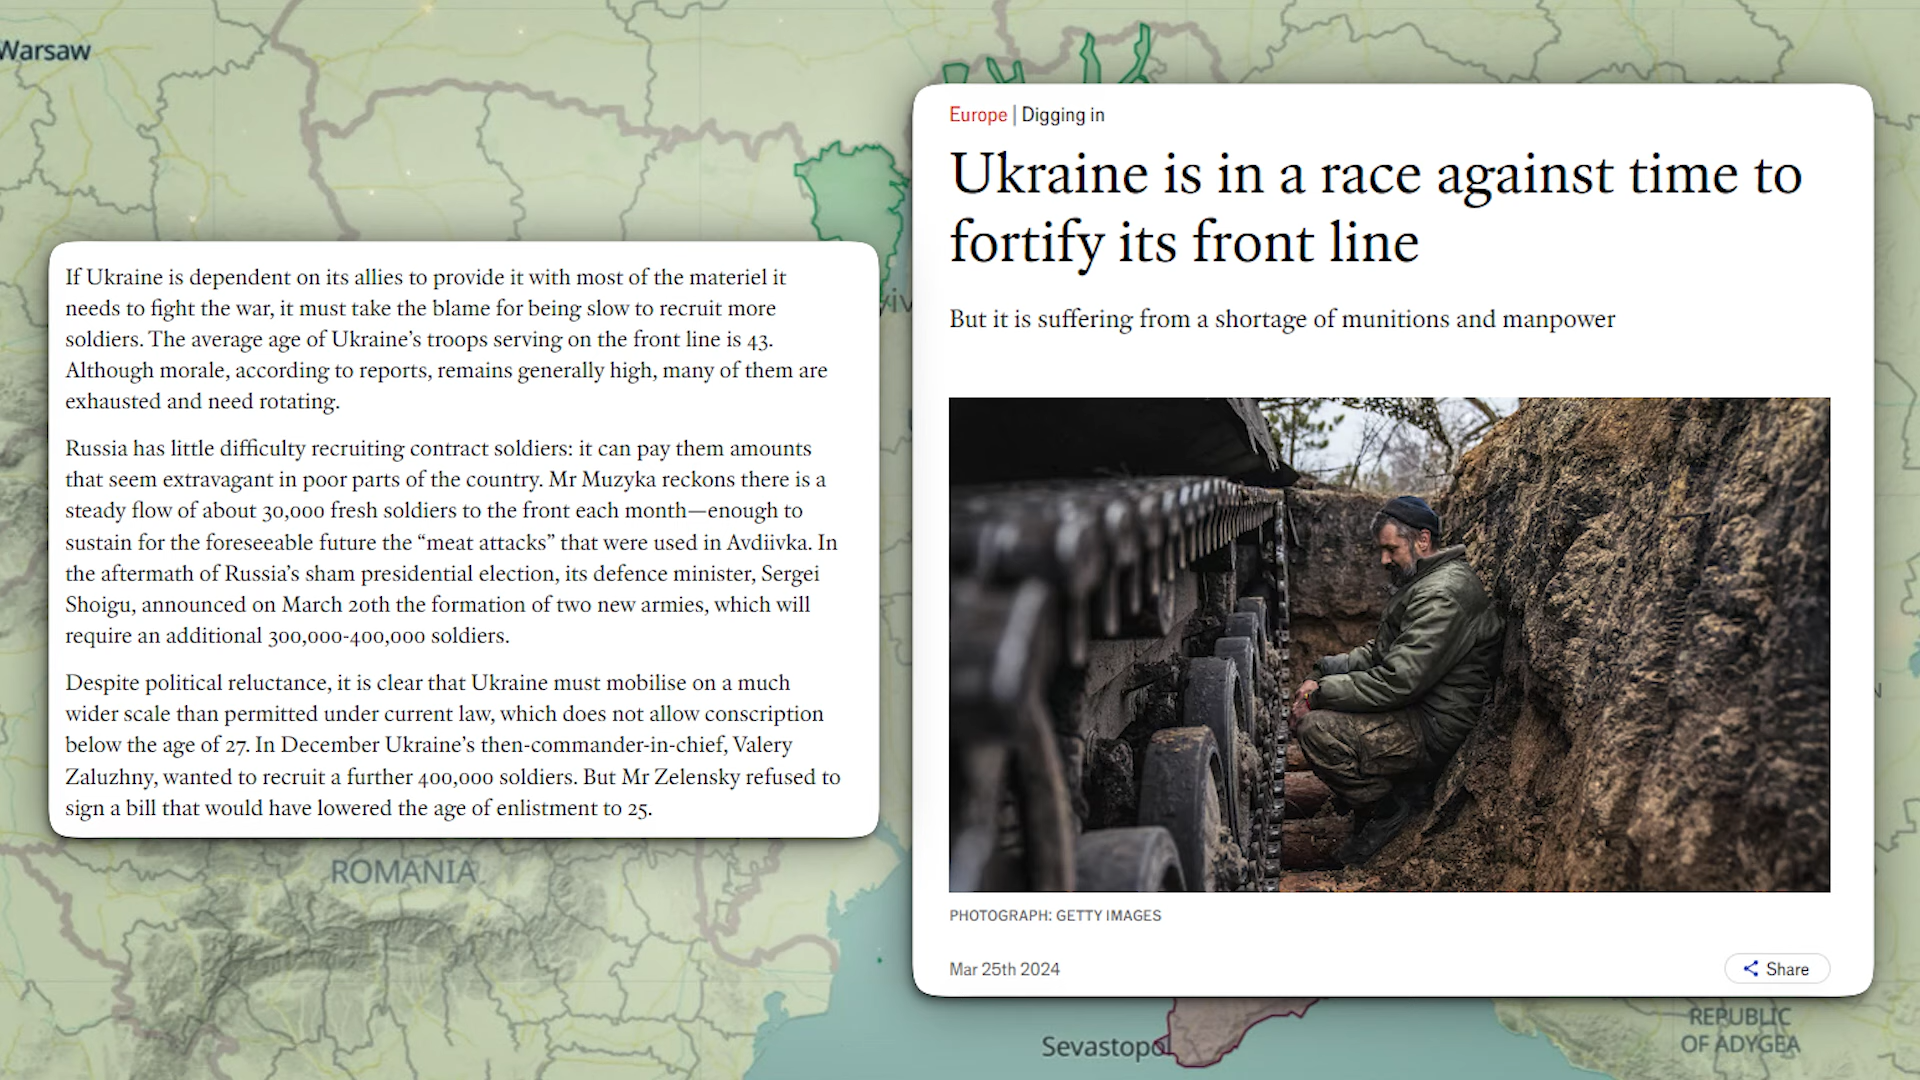 Warsaw
Europe | Digging in
Ukraine is in a race against time to
fortify its front line
But it is suffering from a shortage of munitions and manpower
PHOTOGRAPH: GETTY IMAGES
Mar 25th 2024
Share
If Ukraine is dependent on its allies to provide it with most of the materiel it
needs to fight the war, it must take the blame for being slow to recruit more
soldiers. The average age of Ukraine’s troops serving on the front line is 43.
Although morale, according to reports, remains generally high, many of them are
exhausted and need rotating.
Russia has little difficulty recruiting contract soldiers: it can pay them amounts
that seem extravagant in poor parts of the country. Mr Muzyka reckons there is a
steady flow of about 30,000 fresh soldiers to the front each month—enough to
sustain for the foreseeable future the “meat attacks” that were used in Avdiivka. In
the aftermath of Russia’s sham presidential election, its defence minister, Sergei
Shoigu, announced on March 20th the formation of two new armies, which will
require an additional 300,000-400,000 soldiers.
Despite political reluctance, it is clear that Ukraine must mobilise on a much
wider scale than permitted under current law, which does not allow conscription
below the age of 27. In December Ukraine’s then-commander-in-chief, Valery
Zaluzhny, wanted to recruit a further 400,000 soldiers. But Mr Zelensky refused to
sign a bill that would have lowered the age of enlistment to 25.
ROMANIA
Sevastopol
REPUBLIC
OF ADYGEA